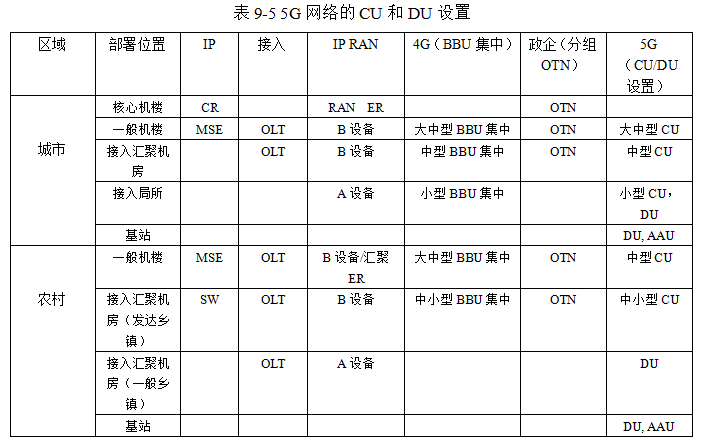 表 9-5 5G 网络的 CU 和 DU 设置
区域 部署位置 IP 接入 IP RAN 4G（BBU 集中） 政企（分组 5G
OTN） （CU/DU
设置）
核心机楼 CR RAN ER OTN
一般机楼 MSE OLT B 设备 大中型 BBU 集中 OTN 大中型 CU
城市 接入汇聚机 OLT B 设备 中型 BBU 集中 OTN 中型 CU
房
接入局所 A 设备 小型 BBU 集中 小型 CU，
DU
基站 DU, AAU
一般机楼 MSE OLT B 设备/汇聚 大中型 BBU 集中 OTN 中型 CU
ER
农村 接入汇聚机 SW OLT B 设备 中小型 BBU 集中 OTN 中小型 CU
房（发达乡
镇）
接入汇聚机 OLT A 设备 DU
房（一般乡
镇）
基站 DU, AAU